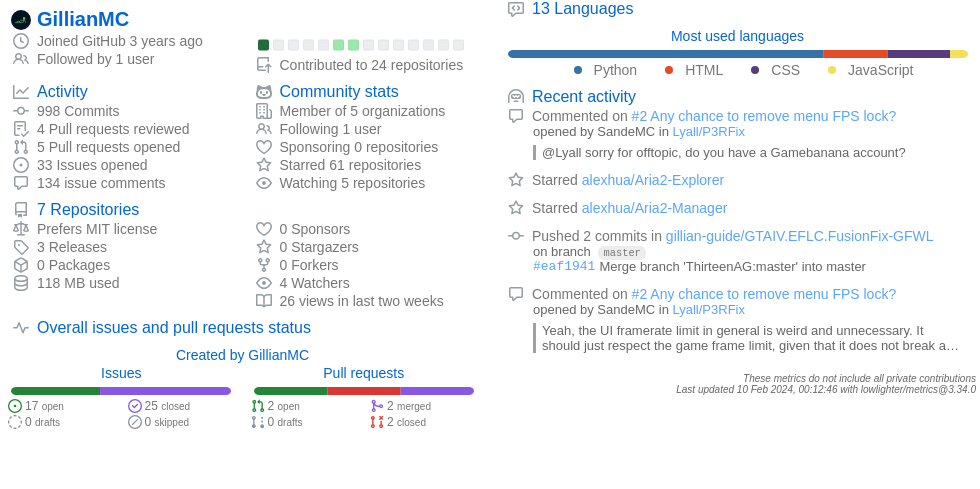 GillianMC
Joined GitHub 3 years ago
Followed by 1 user
Contributed to 24 repositories
Activity
998 Commits
4 Pull requests reviewed
5 Pull requests opened
33 Issues opened
134 issue comments
Community stats
Member of 5 organizations
Following 1 user
Sponsoring 0 repositories
Starred 61 repositories
Watching 5 repositories
7 Repositories
Prefers MIT license
3 Releases
0 Packages
118 MB used
0 Sponsors
0 Stargazers
0 Forkers
4 Watchers
26 views in last two weeks
Overall issues and pull requests status
Created by GillianMC
Issues
17 open
25 closed
0 drafts
0 skipped
Pull requests
2 open
2 merged
0 drafts
2 closed
13 Languages
Most used languages
Python HTML CSS JavaScript
Recent activity
Commented on #2 Any chance to remove menu FPS lock?
opened by SandeMC in Lyall/P3RFix
@Lyall sorry for offtopic, do you have a Gamebanana account?
Starred alexhua/Aria2-Explorer
Starred alexhua/Aria2-Manager
Pushed 2 commits in gillian-guide/GTAIV.EFLC.FusionFix-GFWL
on branch master
#eaf1941 Merge branch 'ThirteenAG:master' into master
Commented on #2 Any chance to remove menu FPS lock?
opened by SandeMC in Lyall/P3RFix
Yeah, the UI framerate limit in general is weird and unnecessary. It
should just respect the game frame limit, given that it does not break a…
These metrics do not include all private contributions
Last updated 10 Feb 2024, 00:12:46 with lowlighter/metrics@3.34.0